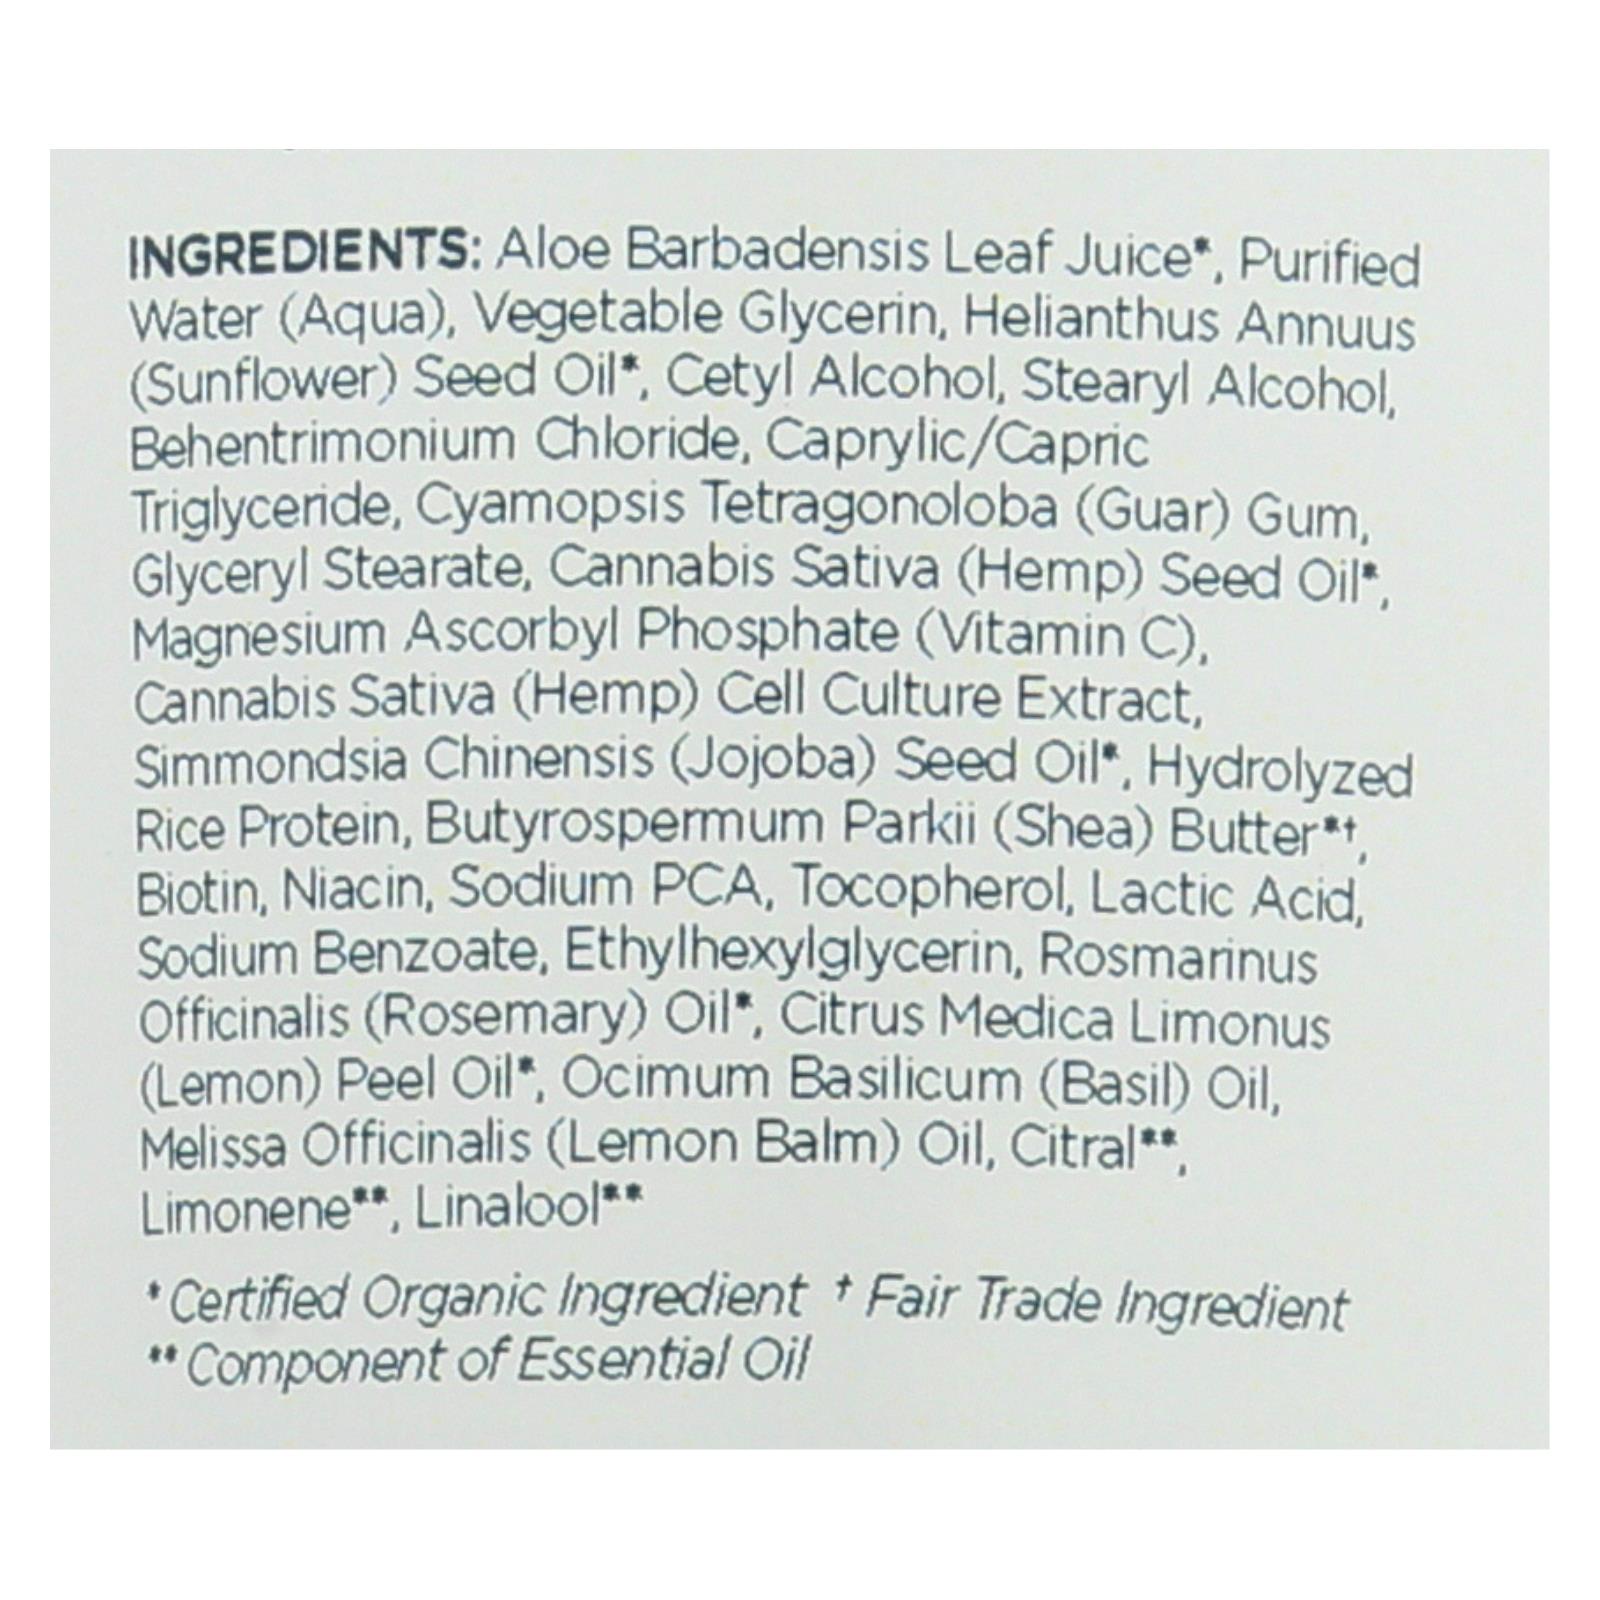 INGREDIENTS: Aloe Barbadensis Leaf Juice*, Purified
Water (Aqua), Vegetable Glycerin, Helianthus Annuus
(Sunflower) Seed Oil*, Cetyl Alcohol, Stearyl Alcohol,
Behentrimonium Chloride, Caprylic/Capric
Triglyceride, Cyamopsis Tetragonoloba (Guar) Gum,
Glyceryl Stearate, Cannabis Sativa (Hemp) Seed Oil*,
Magnesium Ascorbyl Phosphate (Vitamin C),
Cannabis Sativa (Hemp) Cell Culture Extract,
Simmondsia Chinensis (Jojoba) Seed Oil*, Hydrolyzed
Rice Protein, Butyrospermum Parkii (Shea) Butter*†,
Biotin, Niacin, Sodium PCA, Tocopherol, Lactic Acid,
Sodium Benzoate, Ethylhexylglycerin, Rosmarinus
Officinalis (Rosemary) Oil*, Citrus Medica Limonus
(Lemon) Peel Oil*, Ocimum Basilicum (Basil) Oil,
Melissa Officinalis (Lemon Balm) Oil, Citral**,
Limonene**, Linalool**
*Certified Organic Ingredient † Fair Trade Ingredient
**Component of Essential Oil